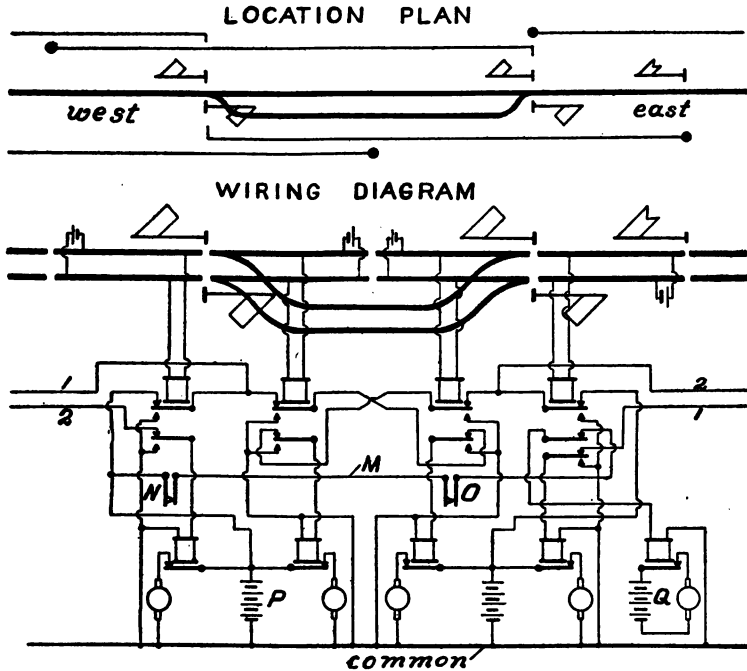 LOCATION PLAN
west
east
WIRING DIAGRAM
1
2
2
1
M
N
O
P
Q
common